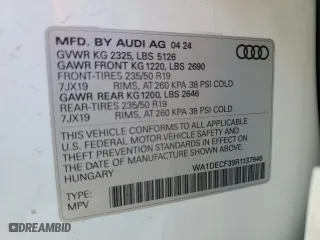 MFD. BY AUDI AG 04 24
GVWR KG 2325, LBS 5126
GAWR FRONT KG 1220, LBS 2690
FRONT-TIRES 235/50 R19
7JX19 RIMS, AT 260 KPA 38 PSI COLD
GAWR REAR KG1200, LBS 2646
REAR-TIRES 235/50 R19
7JX19 RIMS, AT 260 KPA 38 PSI COLD
THIS VEHICLE CONFORMS TO ALL APPLICABLE
U.S. FEDERAL MOTOR VEHICLE SAFETY AND
THEFT PREVENTION STANDARDS IN EFFECT ON
THE DATE OF MANUFACTURE SHOWN ABOVE
HUNGARY WA1DECF39R1137946
TYPE:
MPV
DREAMBID